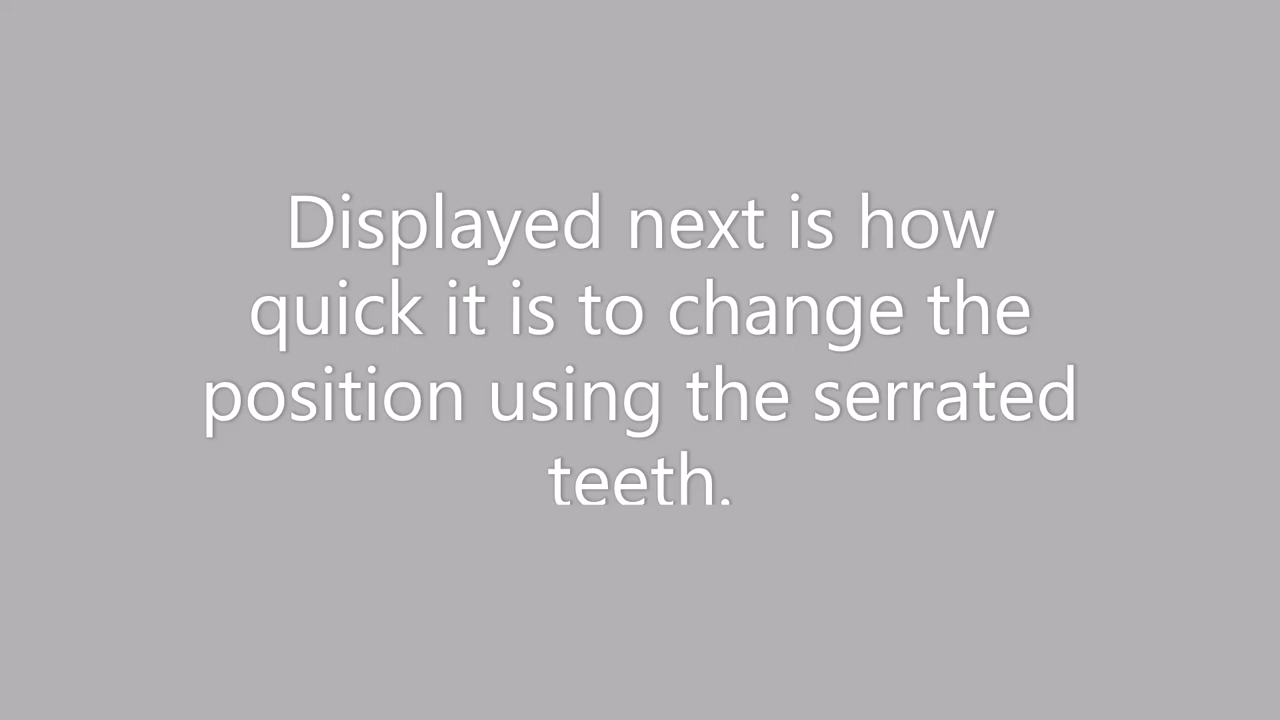 Displayed next is how
quick it is to change the
position using the serrated
teeth.